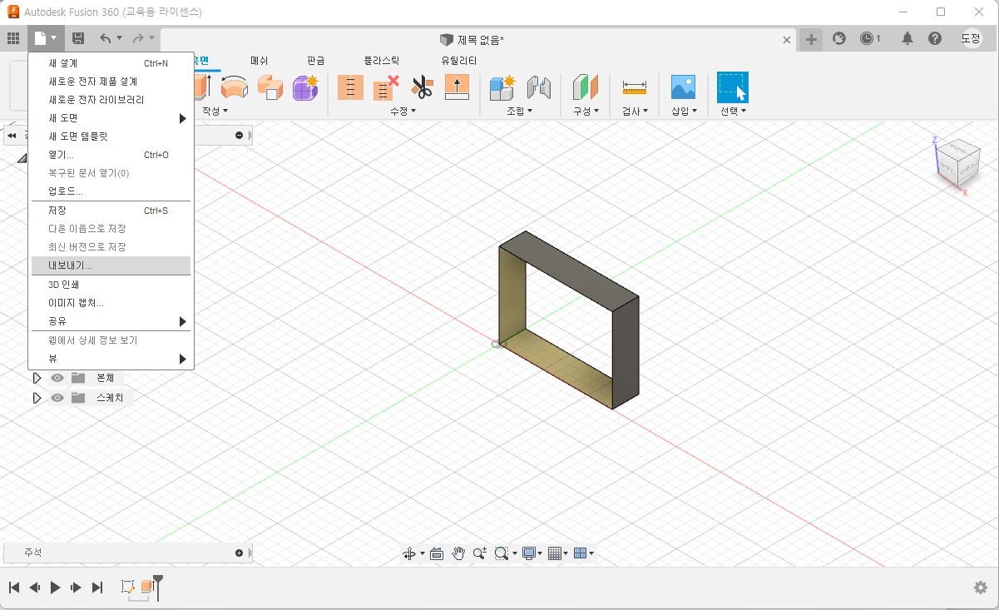 Autodesk Fusion 360 (교육용 라이센스)
제목 없음*
1
도정
면
메쉬
판금
플라스틱
유틸리티
작성
수정
조립
구성
검사
삽입
선택
새 설계 Ctrl+N
새로운 전자 제품 설계
새로운 전자 라이브러리
새 도면
새 도면 템플릿
열기... Ctrl+O
복구된 문서 열기(0)
업로드...
저장 Ctrl+S
다른 이름으로 저장
최신 버전으로 저장
내보내기...
3D 인쇄
이미지 캡처...
공유
웹에서 상세 정보 보기
뷰
본체
스케치
Z
X
주석